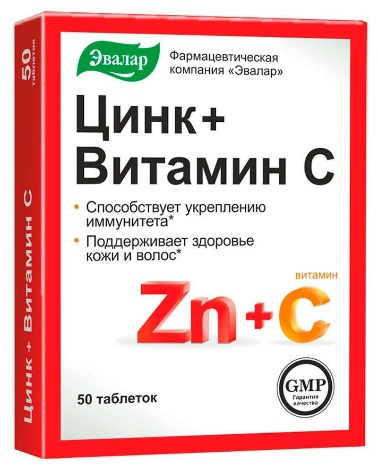 Эвалар
Фармацевтическая
компания «Эвалар»
Цинк+
Витамин С
• Способствует укреплению
иммунитета*
• Поддерживает здоровье
кожи и волос*
витамин
Zn+C
50 таблеток
GMP
Гарантия
качества
50 таблеток
Цинк + Витамин С